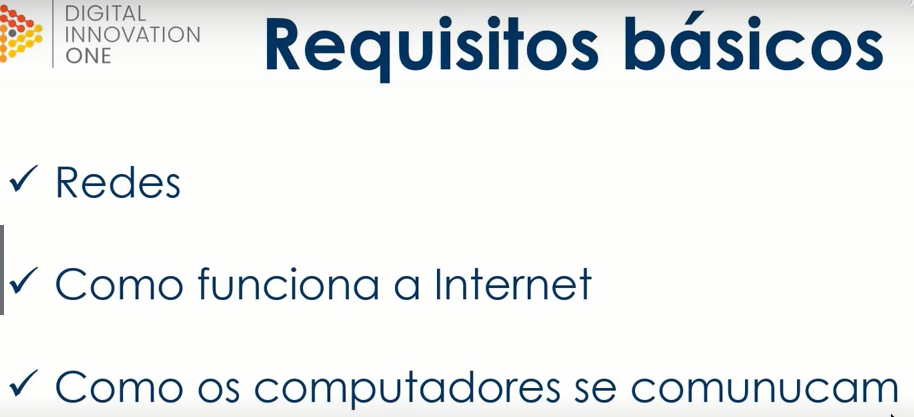 DIGITAL
INNOVATION
ONE
Requisitos básicos
✓ Redes
✓ Como funciona a Internet
✓ Como os computadores se comunucam